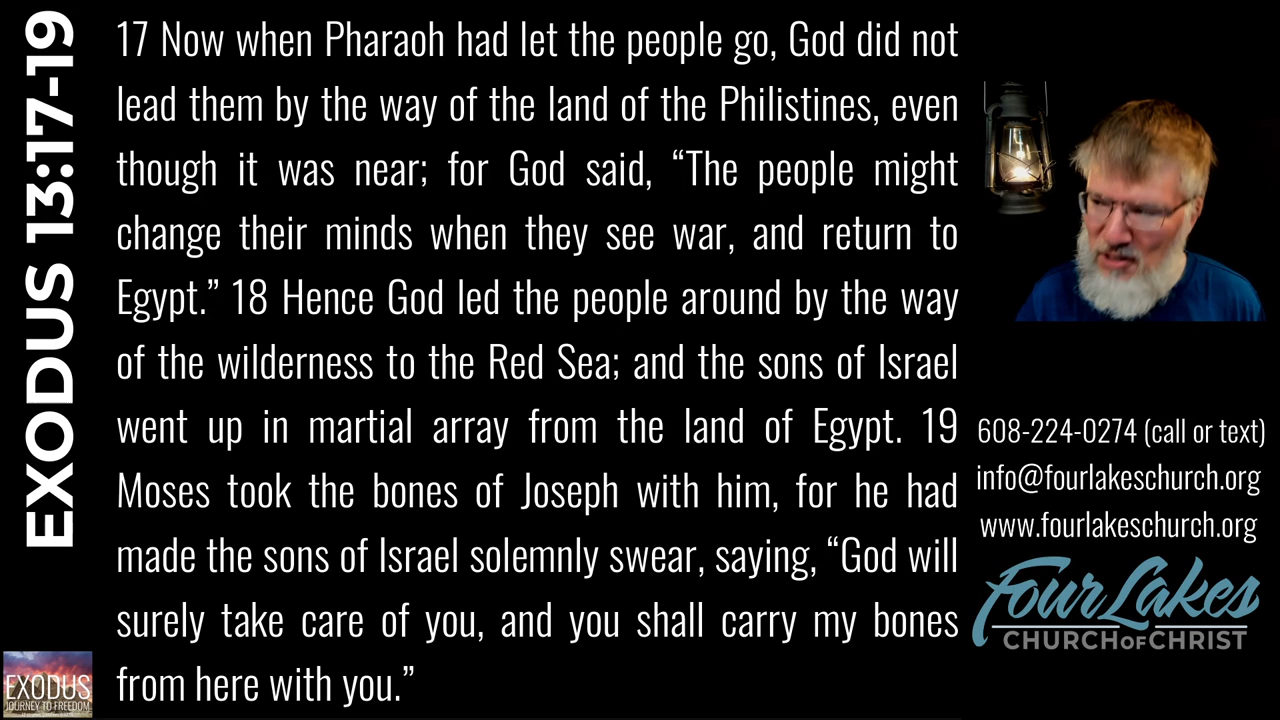 EXODUS 13:17-19
17 Now when Pharaoh had let the people go, God did not
lead them by the way of the land of the Philistines, even
though it was near; for God said, “The people might
change their minds when they see war, and return to
Egypt.” 18 Hence God led the people around by the way
of the wilderness to the Red Sea; and the sons of Israel
went up in martial array from the land of Egypt. 19
Moses took the bones of Joseph with him, for he had
made the sons of Israel solemnly swear, saying, “God will
surely take care of you, and you shall carry my bones
from here with you.”
608-224-0274 (call or text)
info@fourlakeschurch.org
www.fourlakeschurch.org
Four Lakes
CHURCH OF CHRIST
EXODUS
JOURNEY TO FREEDOM